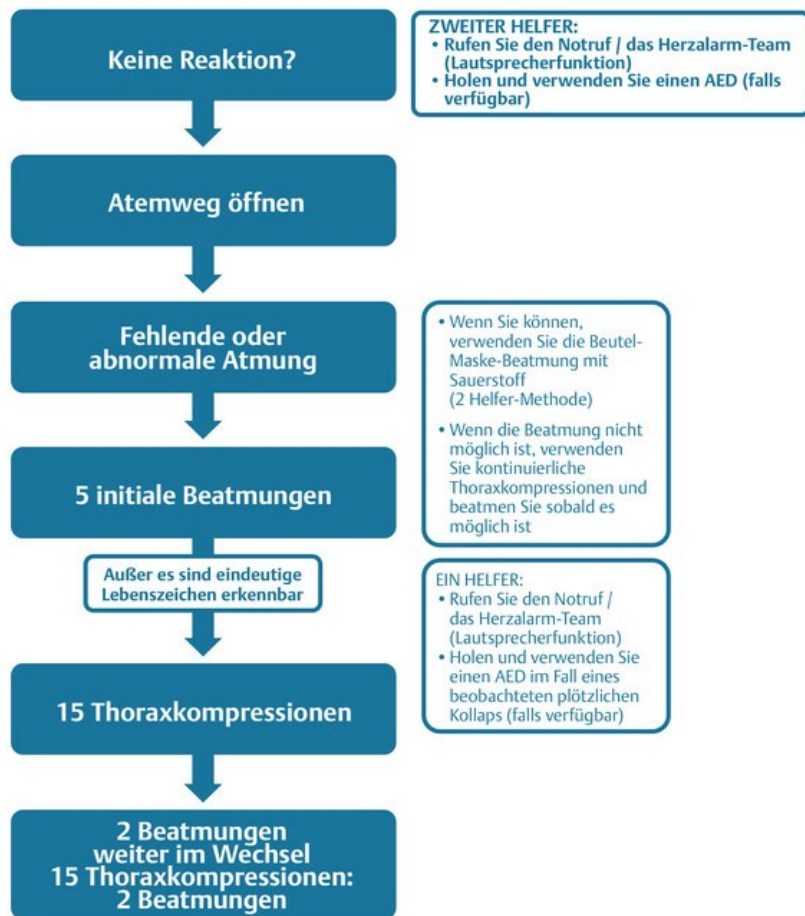 Keine Reaktion?
ZWEITER HELFER:
• Rufen Sie den Notruf / das Herzalarm-Team
(Lautsprecherfunktion)
• Holen und verwenden Sie einen AED (falls
verfügbar)
Atemweg öffnen
Fehlende oder
abnormale Atmung
• Wenn Sie können,
verwenden Sie die Beutel-
Maske-Beatmung mit
Sauerstoff
(2 Helfer-Methode)
• Wenn die Beatmung nicht
möglich ist, verwenden
Sie kontinuierliche
Thoraxkompressionen und
beatmen Sie sobald es
möglich ist
5 initiale Beatmungen
Außer es sind eindeutige
Lebenszeichen erkennbar
EIN HELFER:
• Rufen Sie den Notruf /
das Herzalarm-Team
(Lautsprecherfunktion)
• Holen und verwenden Sie
einen AED im Fall eines
beobachteten plötzlichen
Kollaps (falls verfügbar)
15 Thoraxkompressionen
2 Beatmungen
weiter im Wechsel
15 Thoraxkompressionen:
2 Beatmungen